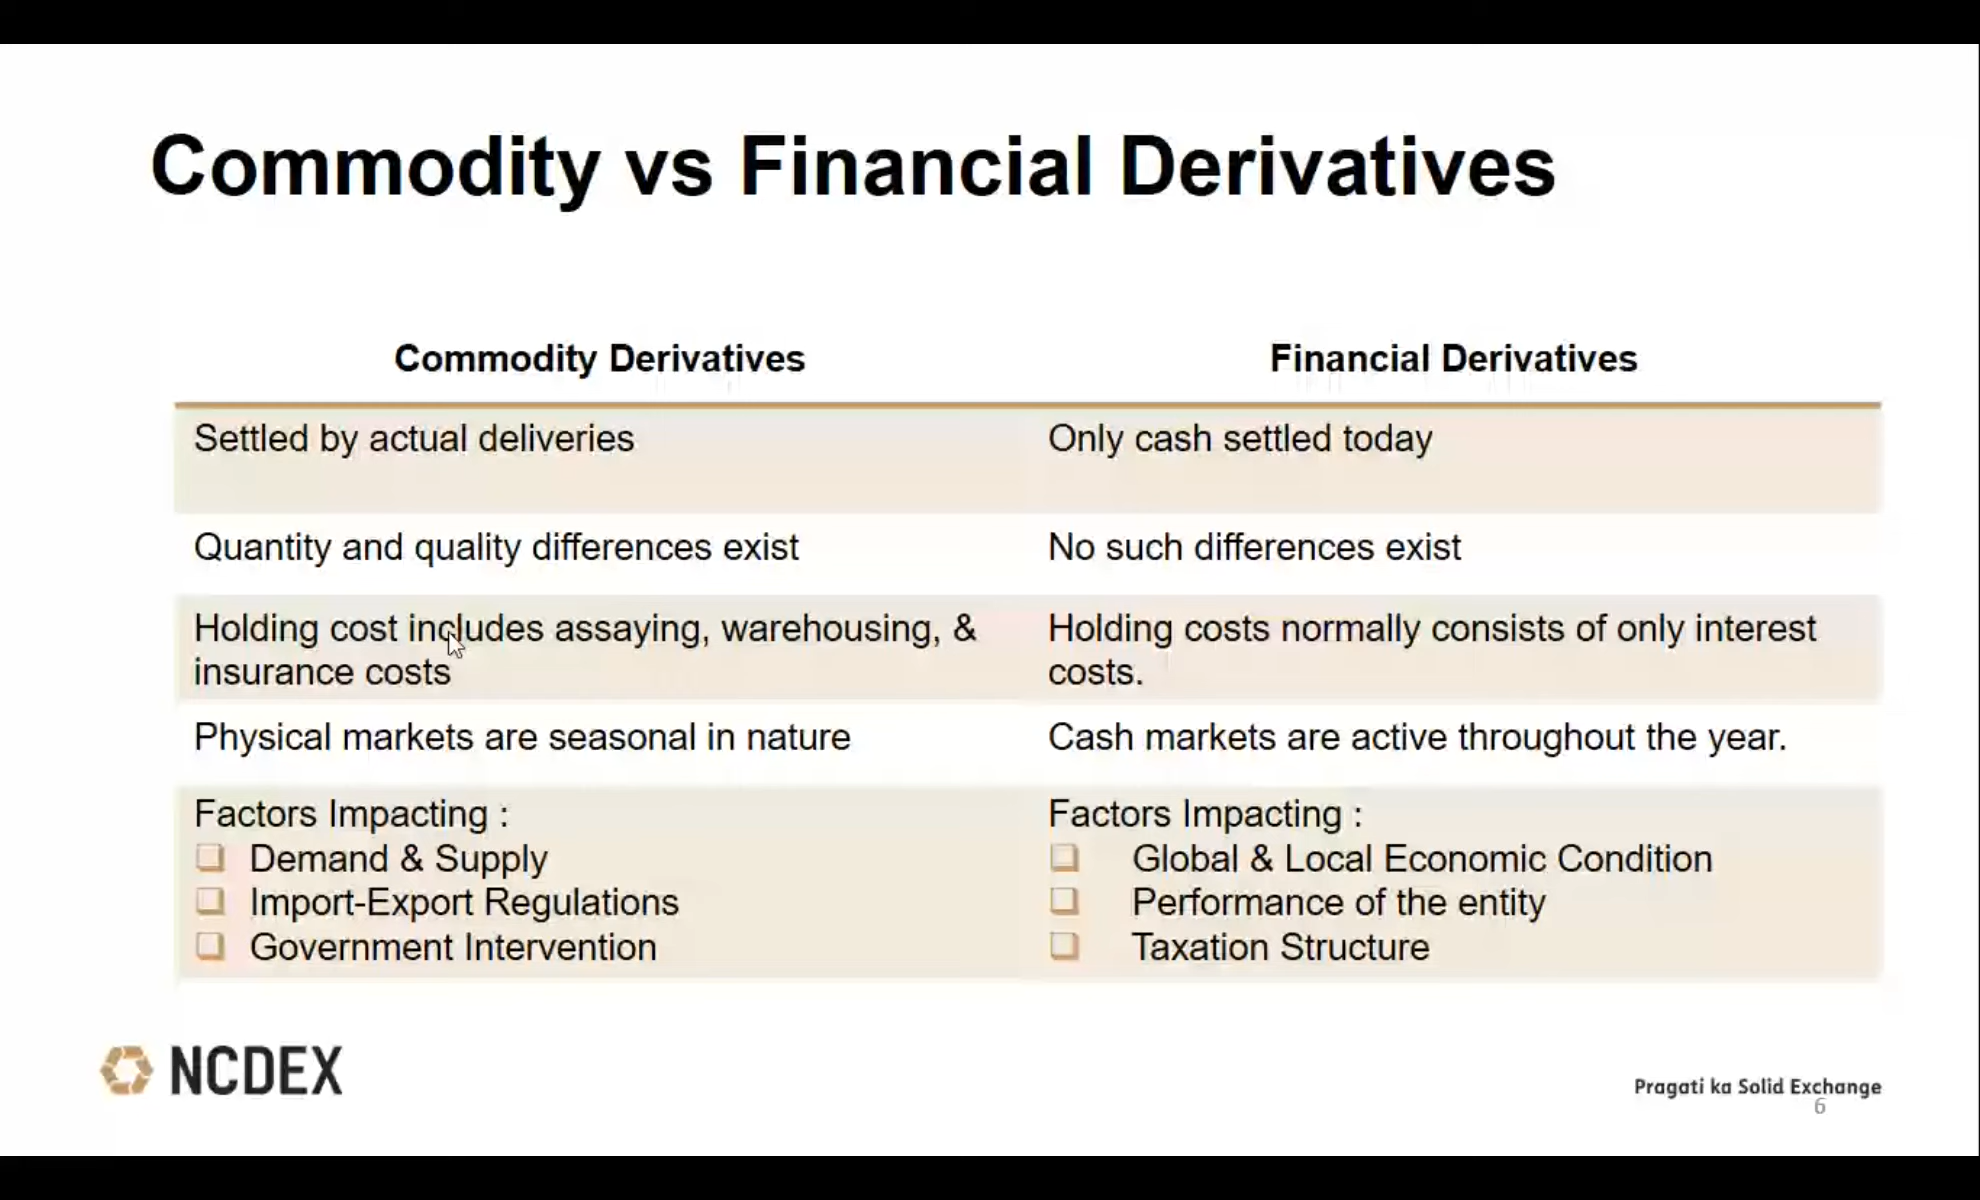 Commodity vs Financial Derivatives
Commodity Derivatives
Financial Derivatives
Settled by actual deliveries
Only cash settled today
Quantity and quality differences exist
No such differences exist
Holding cost includes assaying, warehousing, &
insurance costs
Holding costs normally consists of only interest
costs.
Physical markets are seasonal in nature
Cash markets are active throughout the year.
Factors Impacting :
Demand & Supply
Import-Export Regulations
Government Intervention
Factors Impacting :
Global & Local Economic Condition
Performance of the entity
Taxation Structure
NCDEX
Pragati ka Solid Exchange
6